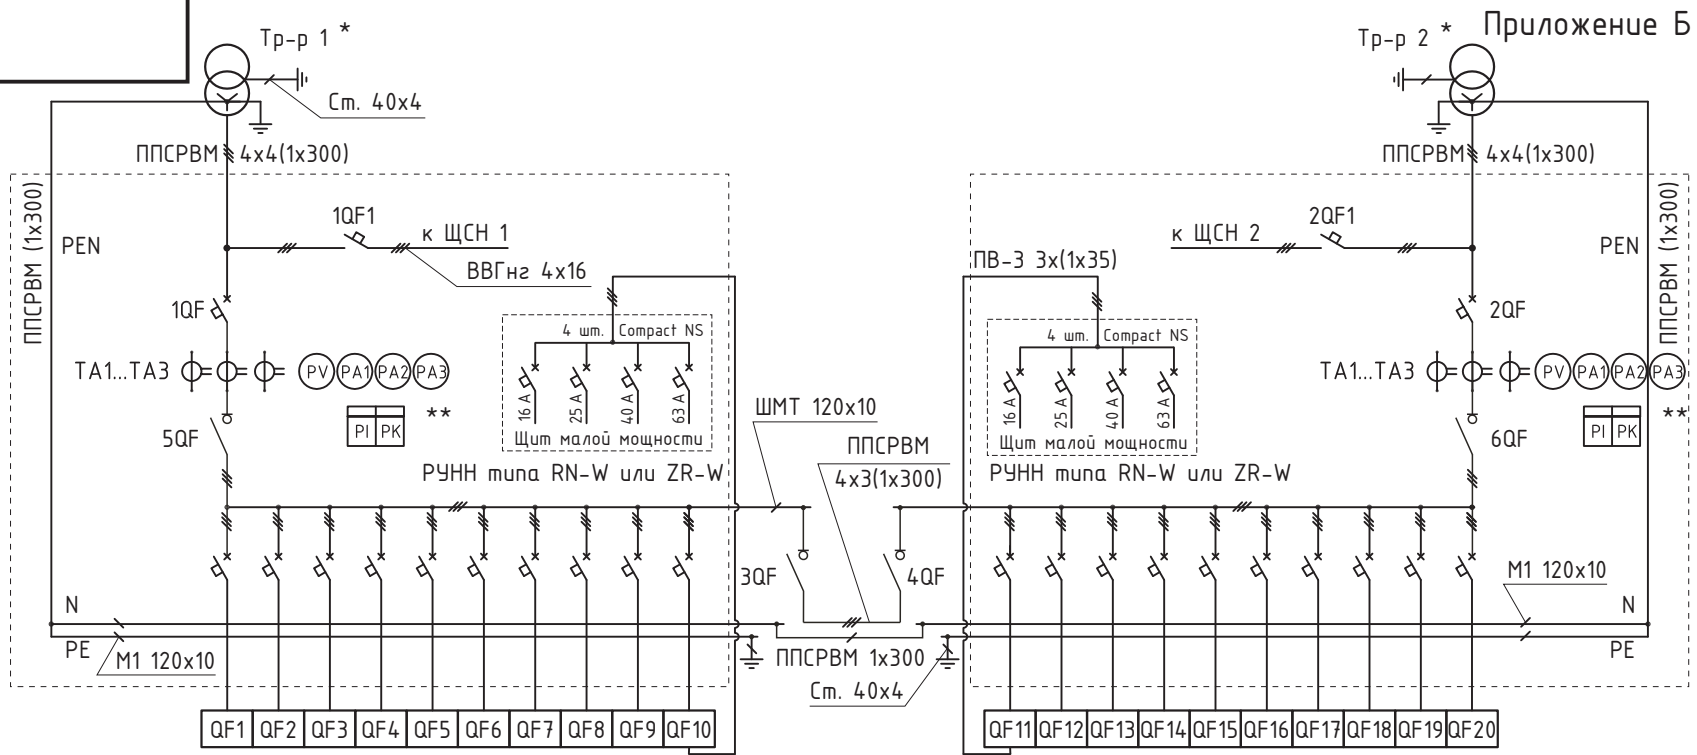 Приложение Б
Тр-р 1 *
Тр-р 2 *
Ст. 40х4
ППСРВМ 4х4(1х300)
ППСРВМ 4х4(1х300)
ППСРВМ (1х300)
PEN
1QF1
к ЩСН 1
ВВГнг 4х16
к ЩСН 2
2QF1
PEN
ППСРВМ (1х300)
ПВ-3 3х(1х35)
1QF
2QF
4 шт. Compact NS
4 шт. Compact NS
ТА1...ТА3
PV
PA1
PA2
PA3
ТА1...ТА3
PV
PA1
PA2
PA3
16 А
25 А
40 А
63 А
16 А
25 А
40 А
63 А
PI
PK
**
PI
PK
**
Щит малой мощности
Щит малой мощности
5QF
6QF
ШМТ 120х10
ППСРВМ
4х3(1х300)
РУНН типа RN-W или ZR-W
РУНН типа RN-W или ZR-W
3QF
4QF
М1 120х10
N
N
PE
PE
М1 120х10
ППСРВМ 1х300
Ст. 40х4
QF1
QF2
QF3
QF4
QF5
QF6
QF7
QF8
QF9
QF10
QF11
QF12
QF13
QF14
QF15
QF16
QF17
QF18
QF19
QF20